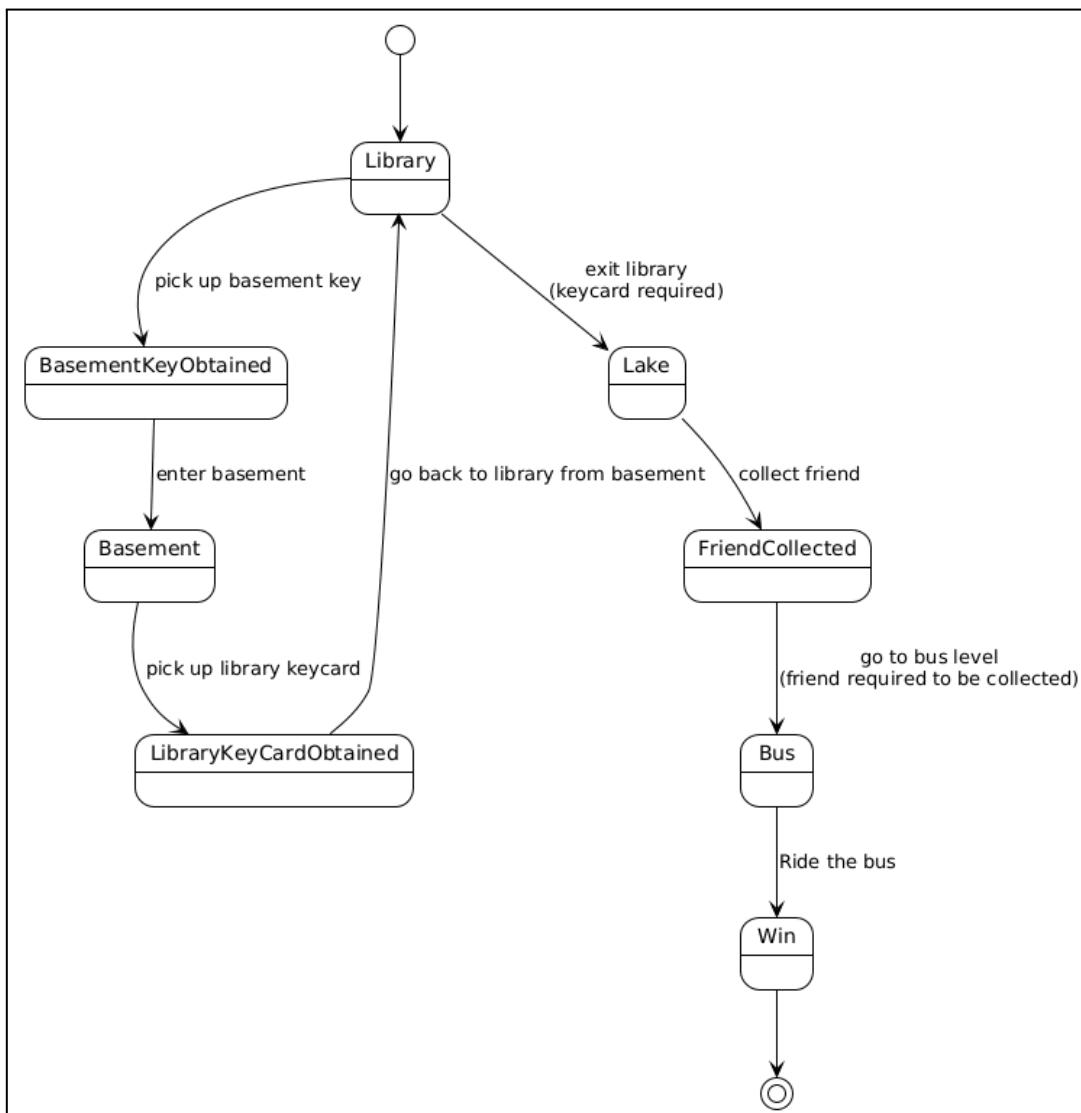 Library
pick up basement key
exit library
(keycard required)
BasementKeyObtained
Lake
enter basement
go back to library from basement
collect friend
Basement
FriendCollected
pick up library keycard
go to bus level
(friend required to be collected)
LibraryKeyCardObtained
Bus
Ride the bus
Win